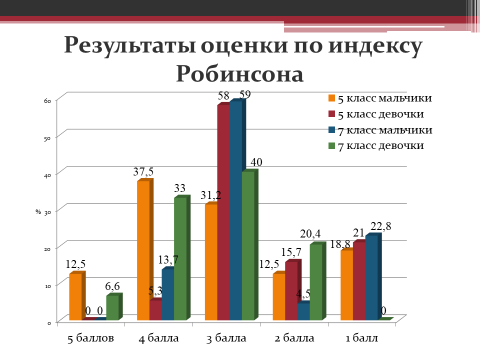 Результаты оценки по индексу
Робинсона
5 класс мальчики
5 класс девочки
7 класс мальчики
7 класс девочки
%
60
50
40
30
20
10
0
12,5
0
0
6,6
37,5
5,3
13,7
33
31,2
58
59
40
12,5
15,7
4,5
20,4
18,8
21
22,8
0
5 баллов
4 балла
3 балла
2 балла
1 балл